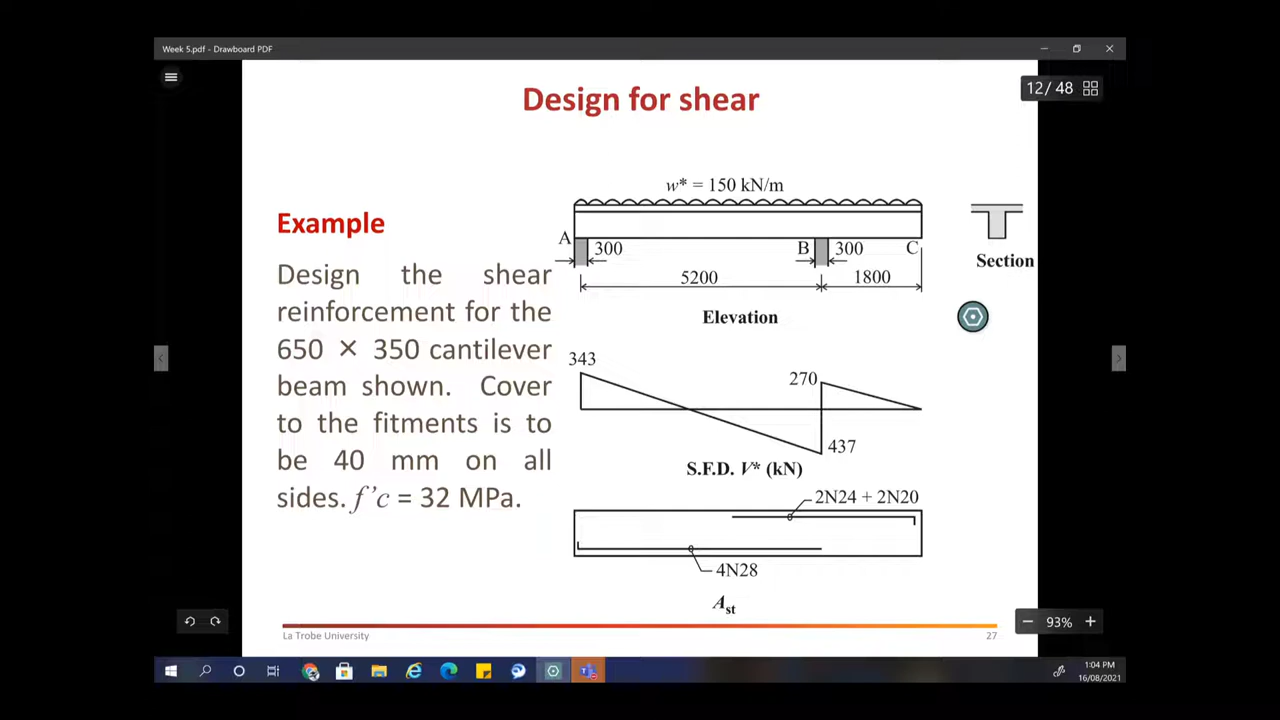 Week 5.pdf - Drawboard PDF
12/ 48
Design for shear
w* = 150 kN/m
Example
A
300
B
300
C
5200
1800
Section
Elevation
Design the shear
reinforcement for the
650 × 350 cantilever
beam shown. Cover
to the fitments is to
be 40 mm on all
sides. f'c = 32 MPa.
343
270
437
S.F.D. V* (kN)
2N24 + 2N20
4N28
Ast
La Trobe University
27
93%
1:04 PM
16/08/2021